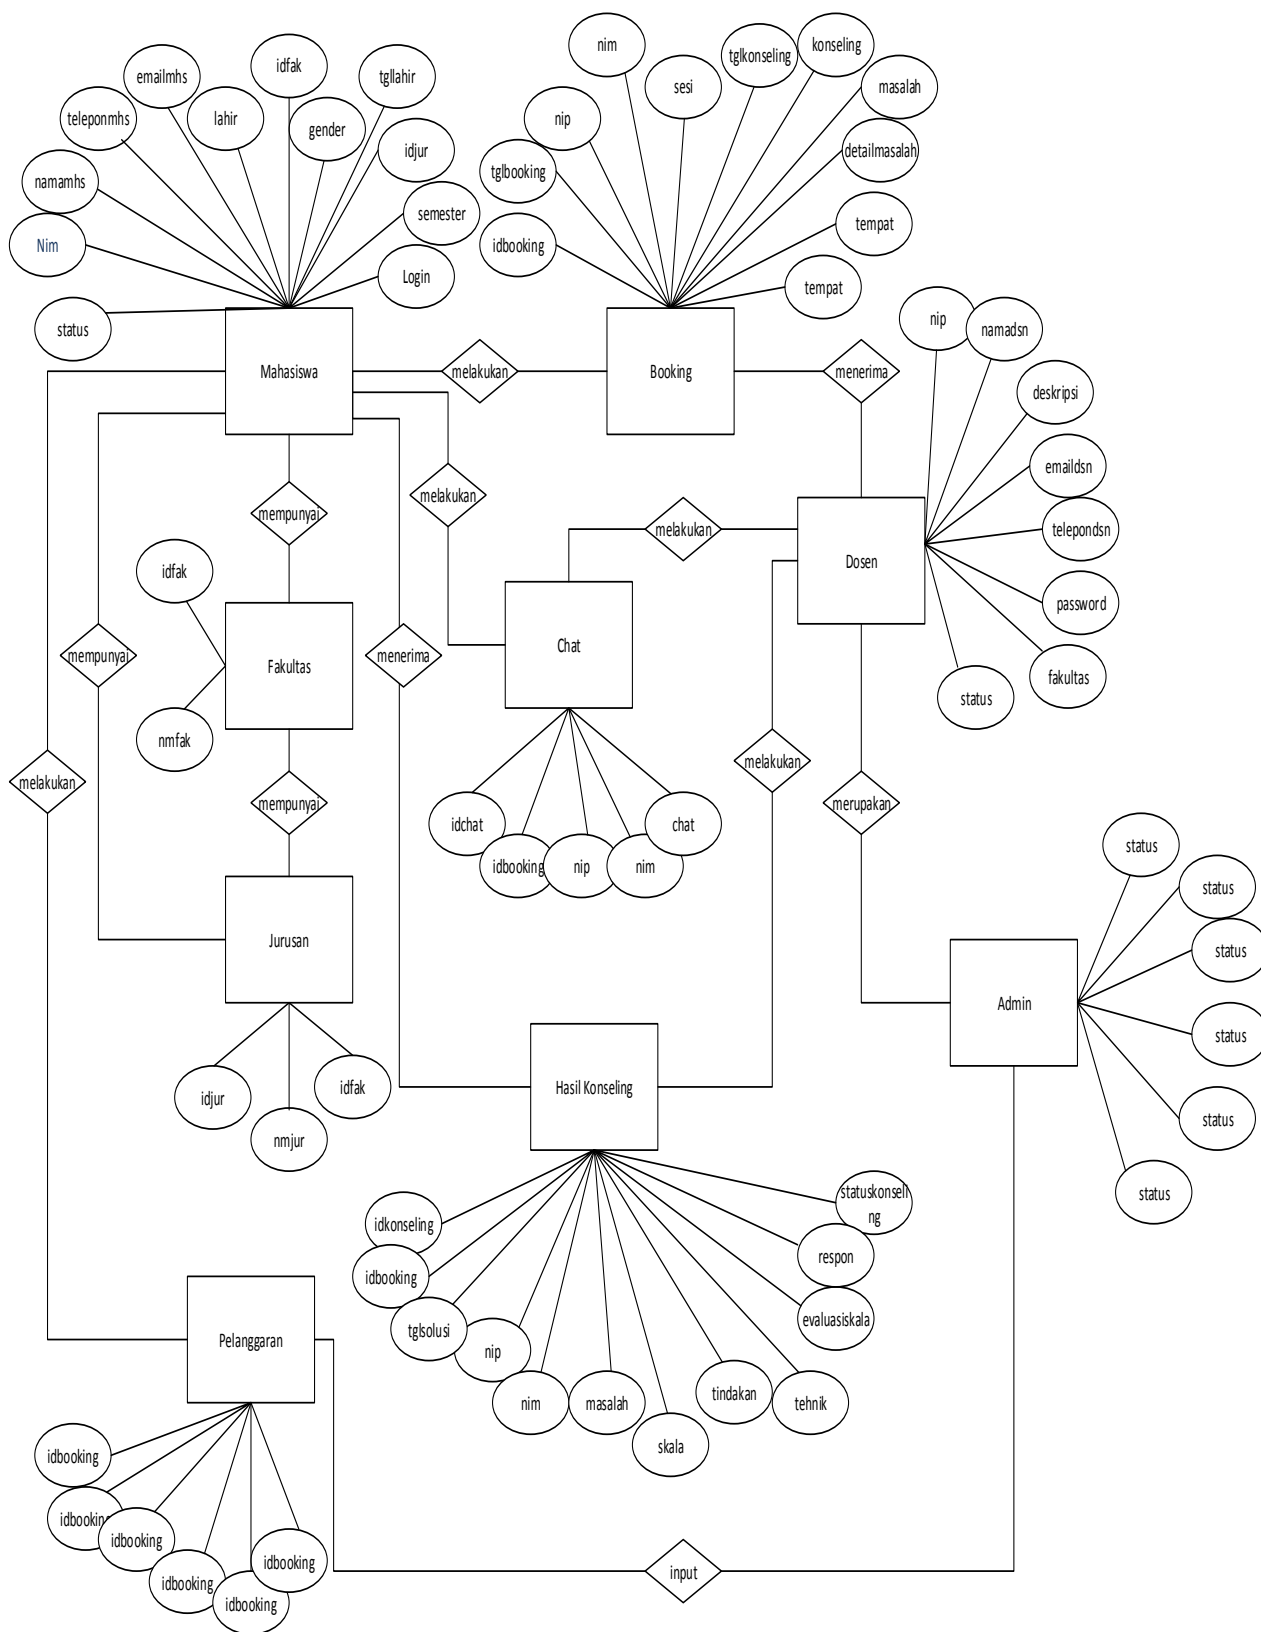 nim
konseling
tglkonseling
idfak
emailmhs
tgllahir
sesi
masalah
teleponmhs
lahir
gender
nip
idjur
detailmasalah
namamhs
tglbooking
semester
tempat
Nim
idbooking
Login
tempat
status
nip
namadsn
Mahasiswa
melakukan
Booking
menerima
deskripsi
emaildsn
melakukan
mempunyai
melakukan
telepondsn
Dosen
idfak
password
Chat
mempunyai
Fakultas
menerima
fakultas
status
nmfak
melakukan
melakukan
mempunyai
merupakan
idchat
chat
idbooking
nip
nim
status
status
Jurusan
status
Admin
status
idjur
idfak
Hasil Konseling
status
nmjur
status
statuskonseli
ng
idkonseling
respon
idbooking
evaluasiskala
tglsolusi
nip
Pelanggaran
nim
masalah
tindakan
tehnik
skala
idbooking
idbooking
idbooking
idbooking
idbooking
idbooking
input